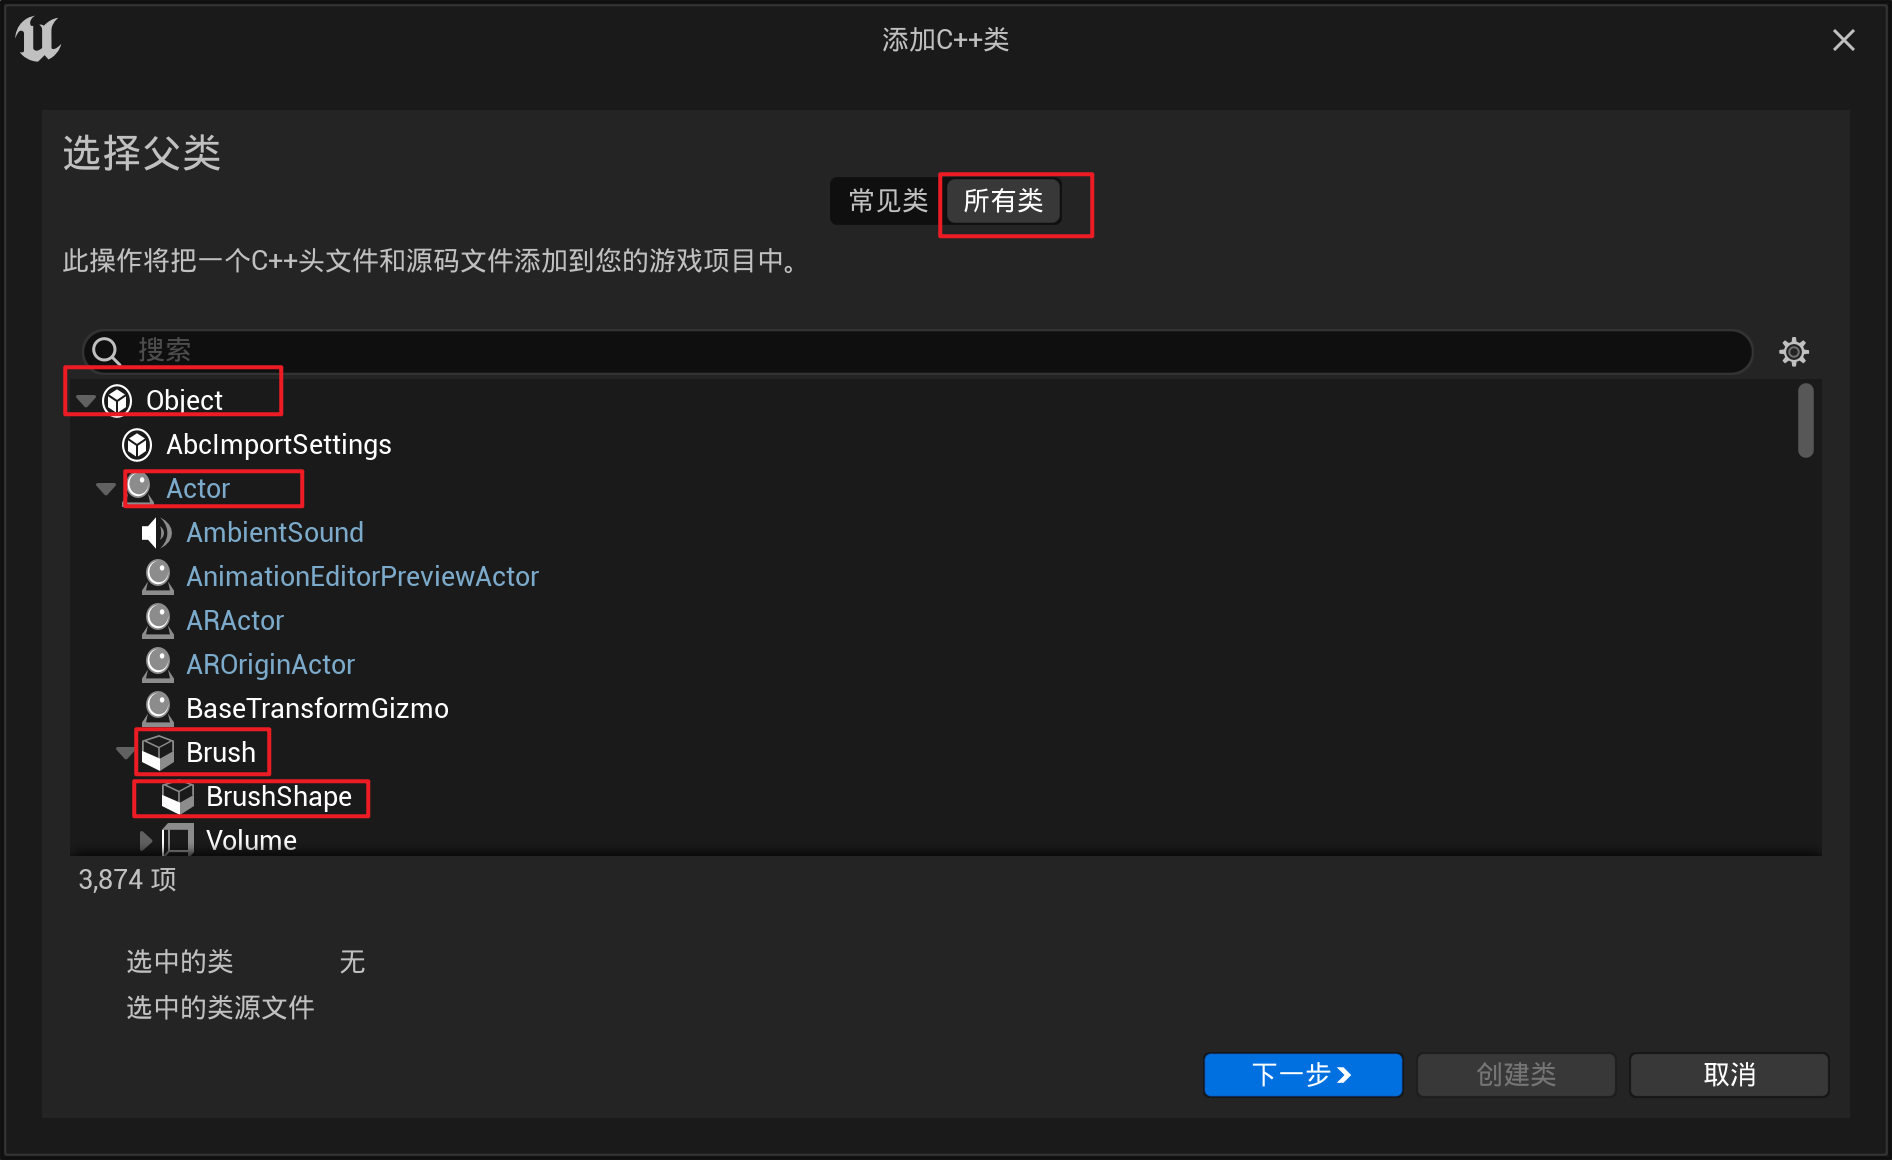 添加C++类
选择父类
常见类 所有类
此操作将把一个C++头文件和源码文件添加到您的游戏项目中。
搜索
Object
AbcImportSettings
Actor
AmbientSound
AnimationEditorPreviewActor
ARActor
AROriginActor
BaseTransformGizmo
Brush
BrushShape
Volume
3,874 项
选中的类 无
选中的类源文件
下一步 创建类 取消